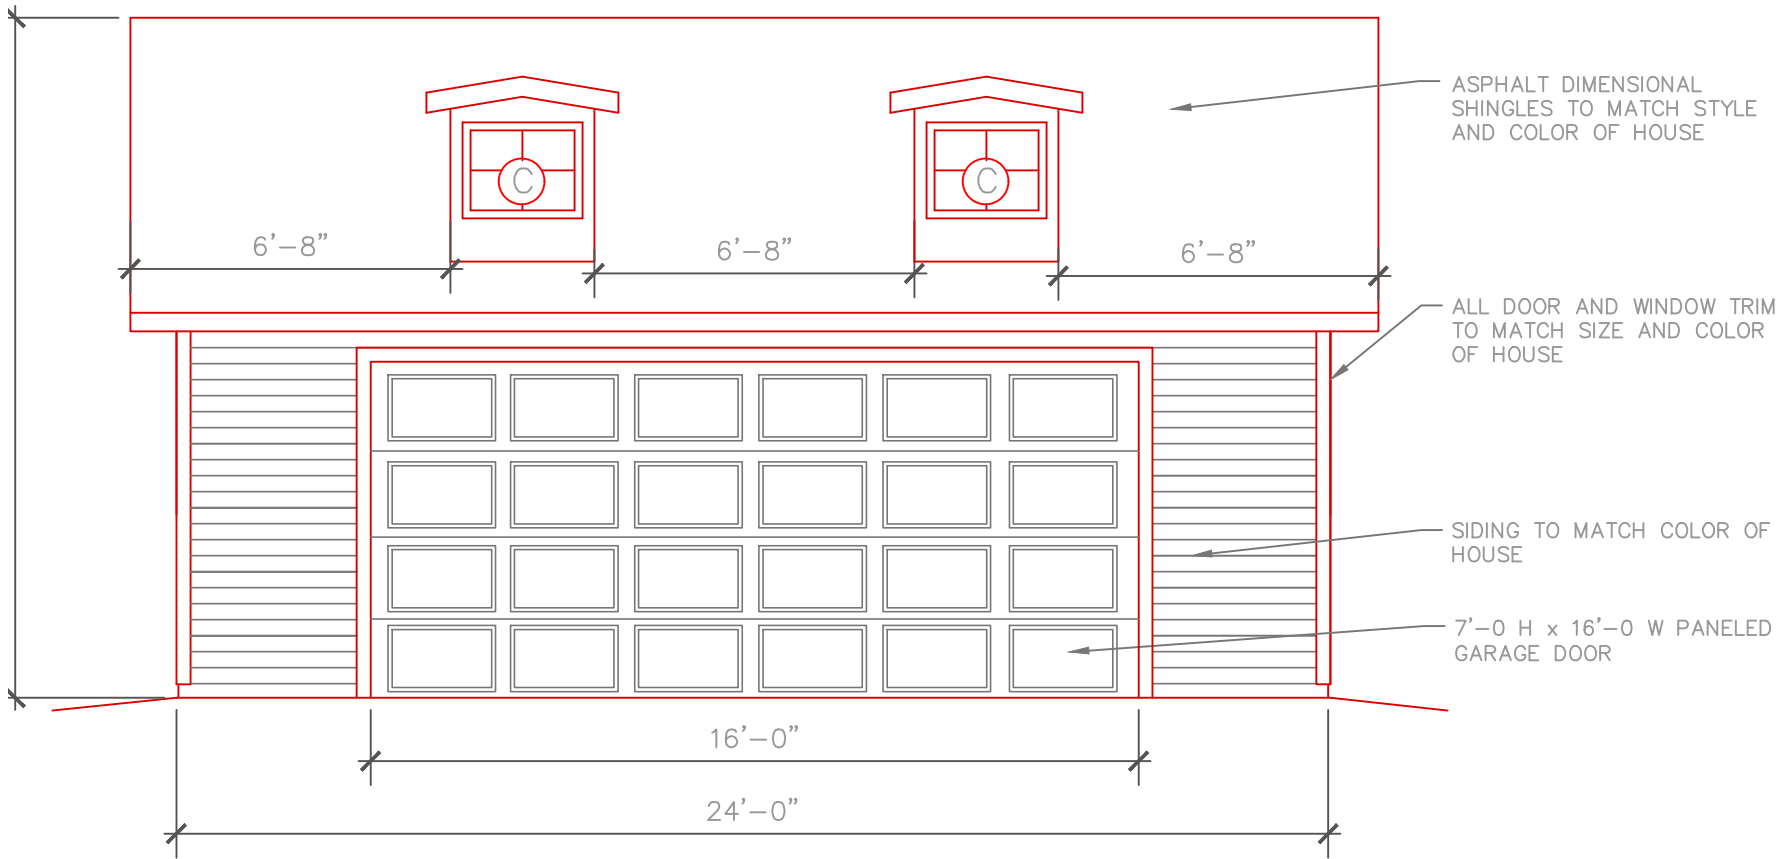 ASPHALT DIMENSIONAL
SHINGLES TO MATCH STYLE
AND COLOR OF HOUSE
C
C
6'-8"
6'-8"
6'-8"
ALL DOOR AND WINDOW TRIM
TO MATCH SIZE AND COLOR
OF HOUSE
SIDING TO MATCH COLOR OF
HOUSE
7'-0 H x 16'-0 W PANELED
GARAGE DOOR
16'-0"
24'-0"